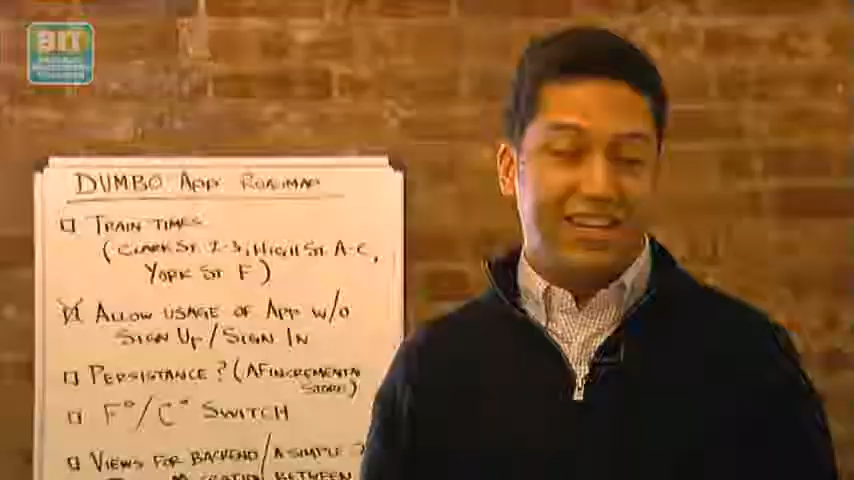 BIT
DUMBO APP ROADMAP
TRAIN TIMES
(CLARK ST. 2-3, HIGH ST. A-C,
YORK ST F)
ALLOW USAGE OF APP W/O
SIGN UP/SIGN IN
PERSISTANCE? (AFINCREMENTAL
STORE)
F°/C° SWITCH
VIEWS FOR BACKEND/A SIMPLE
BETWEEN